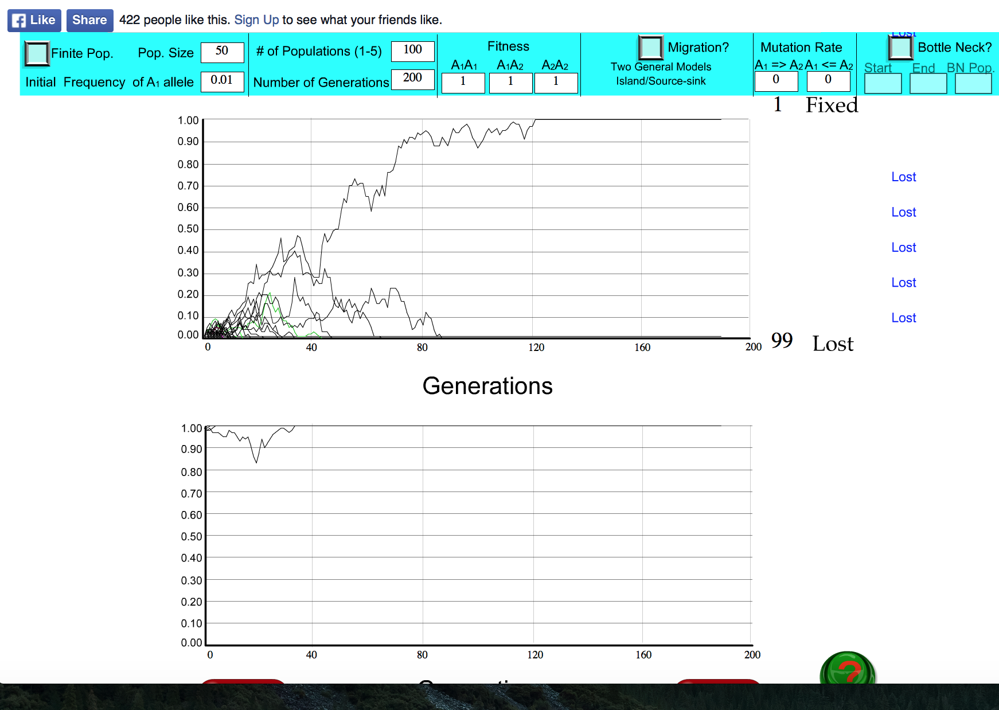 Like Share 422 people like this. Sign Up to see what your friends like.
Finite Pop. Pop. Size 50
Initial Frequency of A1 allele 0.01
# of Populations (1-5) 100
Number of Generations 200
Fitness
A1A1 A1A2 A2A2
1 1 1
Migration?
Two General Models
Island/Source-sink
Mutation Rate
A1 => A2 A1 <= A2
0 0
Lost
Bottle Neck?
Start End BN Pop.
1 Fixed
1.00
0.90
0.80
0.70
0.60
0.50
0.40
0.30
0.20
0.10
0.00
0 40 80 120 160 200
99 Lost
Lost
Lost
Lost
Lost
Lost
Generations
1.00
0.90
0.80
0.70
0.60
0.50
0.40
0.30
0.20
0.10
0.00
0 40 80 120 160 200
?